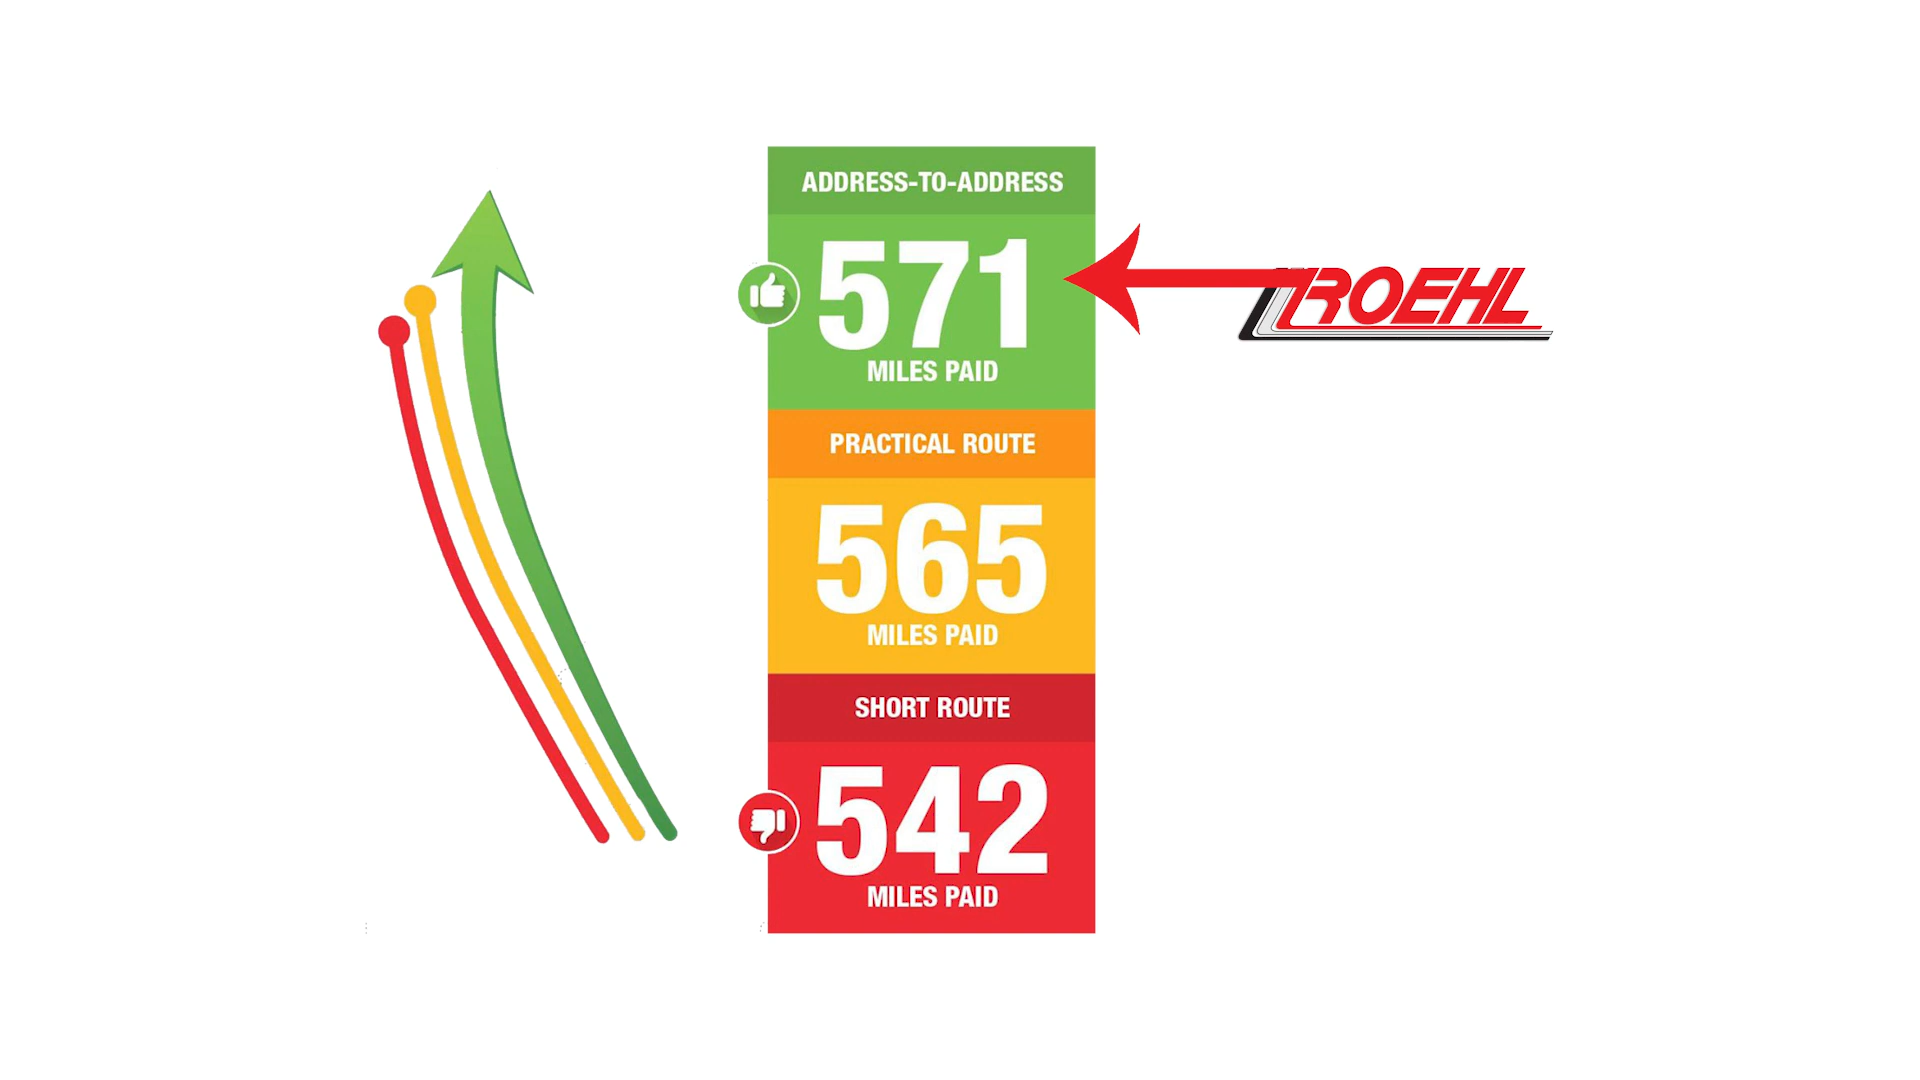 ADDRESS-TO-ADDRESS
571
MILES PAID
ROEHL
PRACTICAL ROUTE
565
MILES PAID
SHORT ROUTE
542
MILES PAID